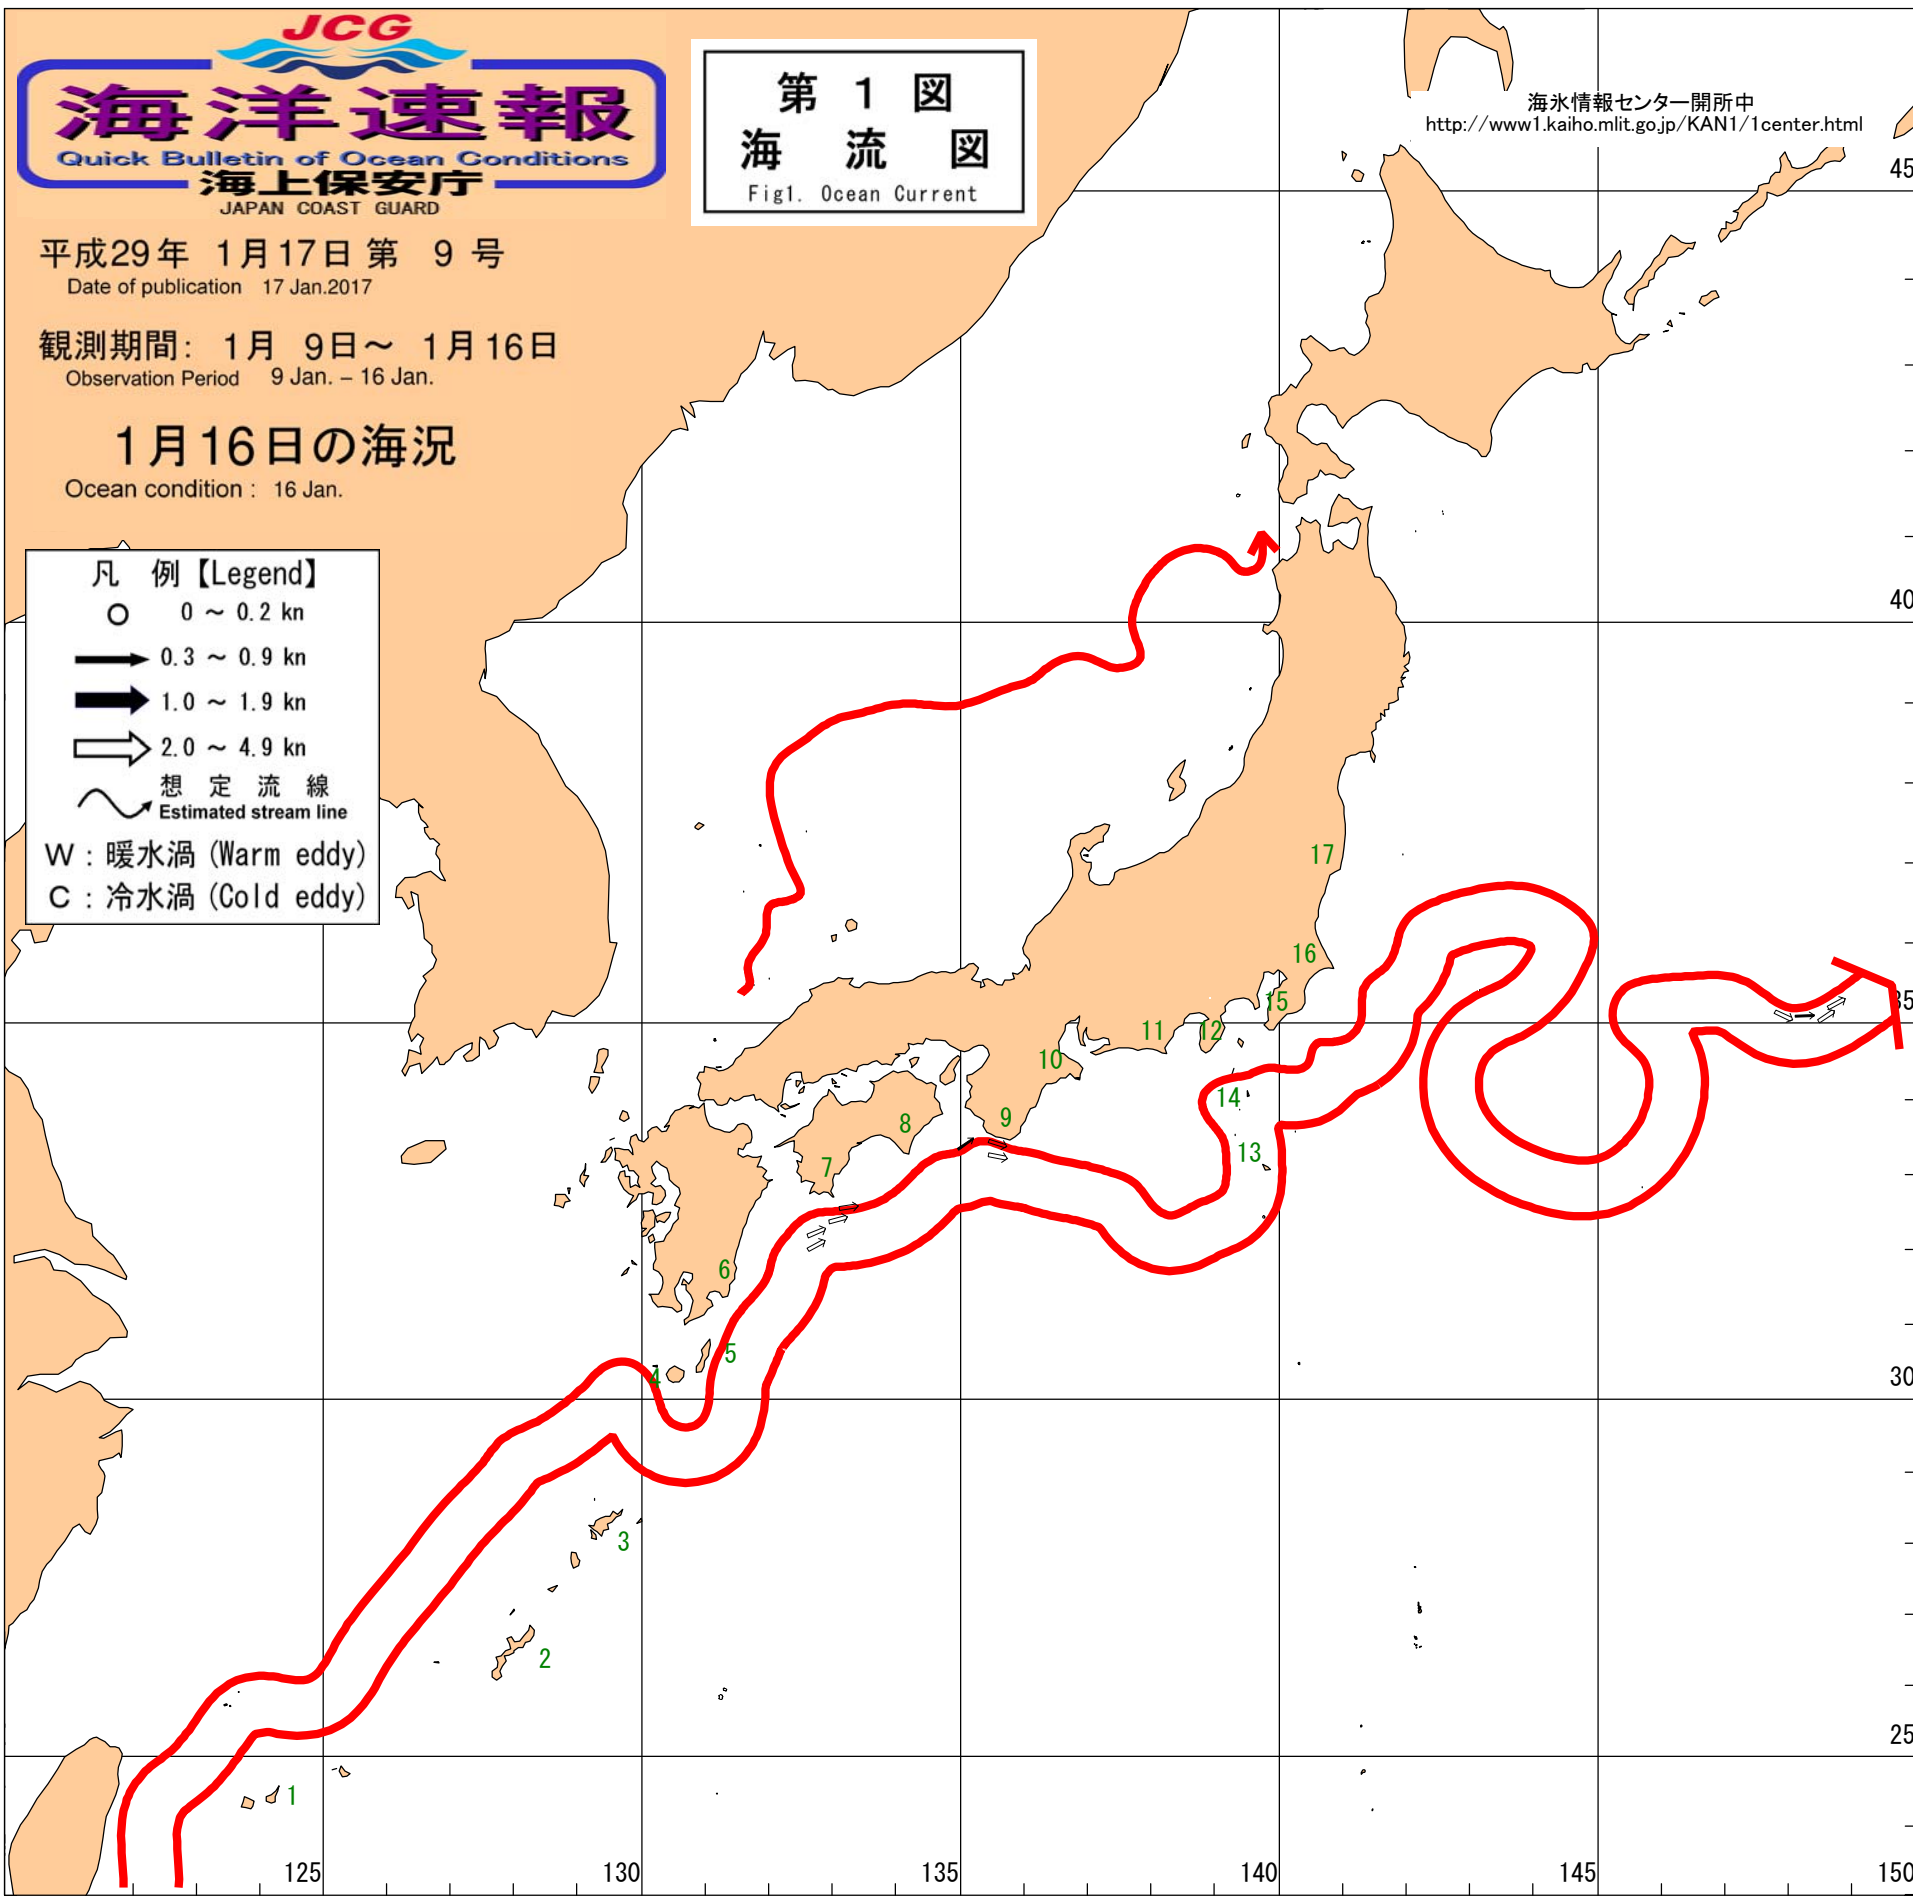 JCG
海洋速報
Quick Bulletin of Ocean Conditions
海上保安庁
JAPAN COAST GUARD
第 1 図
海 流 図
Fig1. Ocean Current
海氷情報センター開所中
http://www1.kaiho.mlit.go.jp/KAN1/1center.html
平成29年 1月17日 第 9 号
Date of publication 17 Jan.2017
観測期間: 1月 9日～ 1月16日
Observation Period 9 Jan. – 16 Jan.
1月16日の海況
Ocean condition : 16 Jan.
凡 例【Legend】
0 ～ 0.2 kn
0.3 ～ 0.9 kn
1.0 ～ 1.9 kn
2.0 ～ 4.9 kn
想 定 流 線
Estimated stream line
W : 暖水渦 (Warm eddy)
C : 冷水渦 (Cold eddy)
45
40
35
30
25
17
16
15
12
11
10
14
9
8
13
7
6
5
4
3
2
1
125
130
135
140
145
150